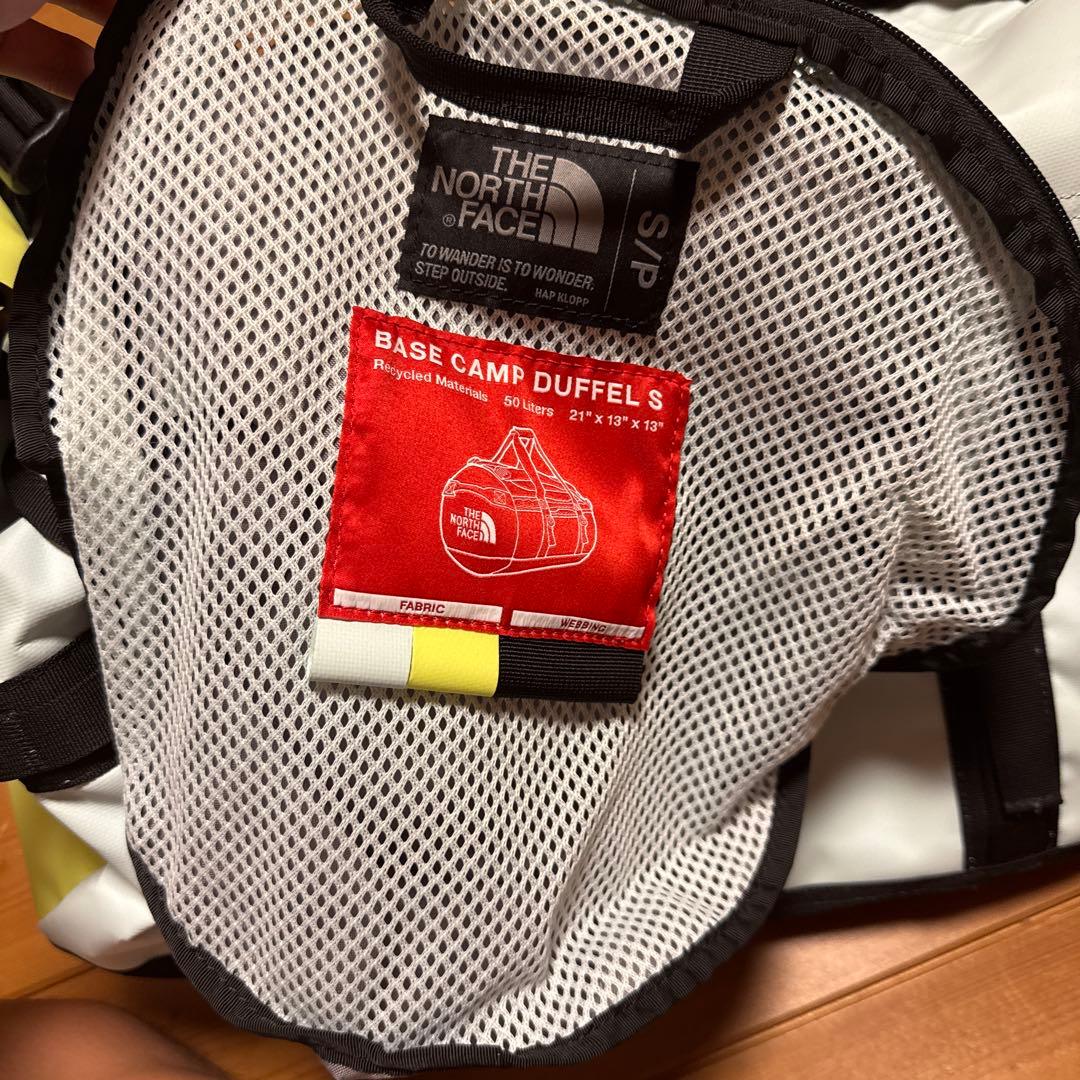 THE
NORTH
FACE
®
S/P
TO WANDER IS TO WONDER.
STEP OUTSIDE. HAP KLOPP
BASE CAMP DUFFEL S
Recycled Materials 50 Liters 21" x 13" x 13"
THE
NORTH
FACE
FABRIC
WEBBING